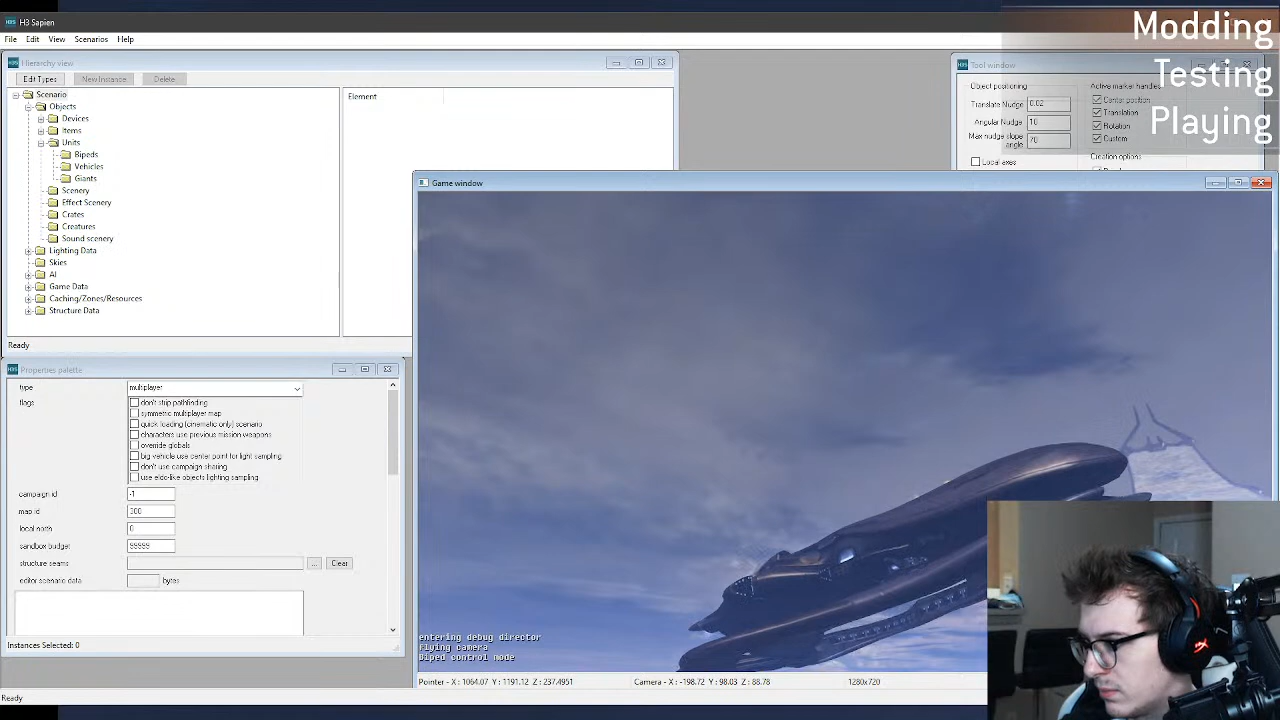 H3 Sapien
Modding
Testing
Playing
File Edit View Scenarios Help
Hierarchy view
Edit Types New Instance Delete
Scenario
Objects
Devices
Items
Units
Bipeds
Vehicles
Giants
Scenery
Effect Scenery
Crates
Creatures
Sound scenery
Lighting Data
Skies
AI
Game Data
Caching/Zones/Resources
Structure Data
Element
Ready
Tool window
Object positioning
Translate Nudge 0.02
Angular Nudge 10
Max nudge slope
angle 70
Local axes
Active marker handles
Center position
Translation
Rotation
Custom
Creation options
Game window
entering debug director
flying camera
Biped control mode
Pointer - X : 1064.07 Y : 1191.12 Z : 237.4951
Camera - X : -198.72 Y : 98.03 Z : 88.78
1280x720
Properties palette
type multiplayer
flags don't strip pathfinding
symmetric multiplayer map
quick loading (cinematic only) scenario
characters use previous mission weapons
override globals
big vehicle use center point for light sampling
don't use campaign sharing
use eldo-like objects lighting sampling
campaign id -1
map id 300
local north 0
sandbox budget 99999
structure seams ... Clear
editor scenario data bytes
Instances Selected: 0
Ready